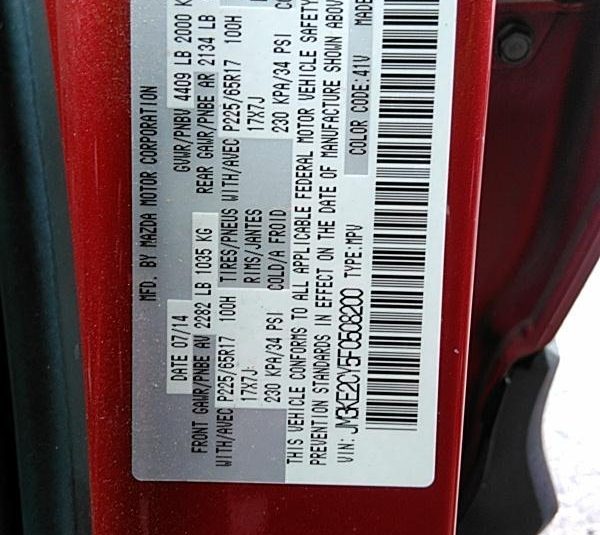 MFD. BY MAZDA MOTOR CORPORATION
07/14 GVWR/PNBV 4409 LB 2000 K
FRONT GAWR/PNBE AV 2282 LB 1035 KG REAR GAWR/PNBE AR 2134 LB
WITH/AVEC P225/65R17 100H TIRES/PNEUS WITH/AVEC P225/65R17 100H
17X7J RIMS/JANTES 17X7J
230 KPA/34 PSI COLD/A FROID 230 KPA/34 PSI
THIS VEHICLE CONFORMS TO ALL APPLICABLE FEDERAL MOTOR VEHICLE SAFETY
PREVENTION STANDARDS IN EFFECT ON THE DATE OF MANUFACTURE SHOWN ABOV
VIN: JM3KE2CY5F0508200 TYPE:MPV COLOR CODE:41V MADE